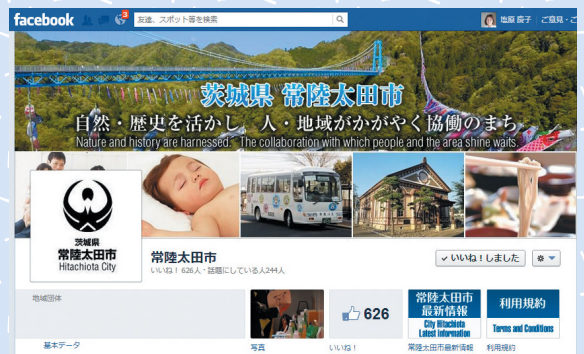 facebook
3
友達、スポット等を検索
塩原 慶子
ご意見・ご
茨城県 常陸太田市
自然・歴史を活かし 人・地域がかがやく協働のまち
Nature and history are harnessed. The collaboration with which people and the area shine waits.
茨城県
常陸太田市
Hitachiota City
常陸太田市
いいね！626人・話題にしている人244人
いいね！しました
地域団体
626
常陸太田市
最新情報
City Hitachiota
Latest Information
利用規約
Terms and Conditions
基本データ
写真
いいね！
常陸太田市最新情報
利用規約